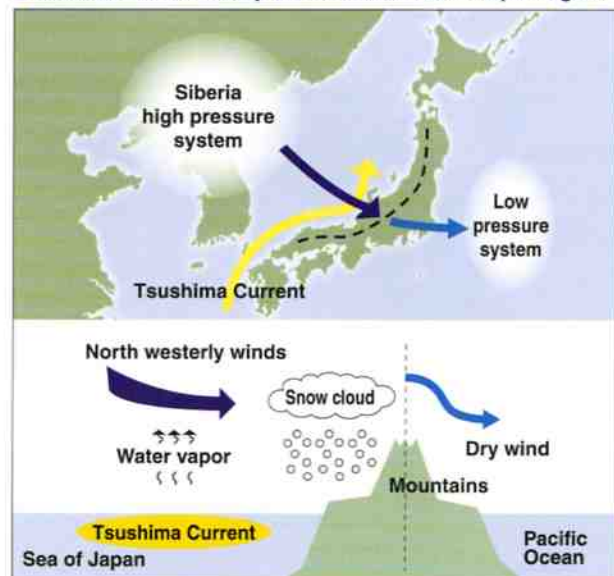 Siberia
high pressure
system
Low
pressure
system
Tsushima Current
North westerly winds
Snow cloud
Water vapor
Dry wind
Mountains
Tsushima Current
Sea of Japan
Pacific
Ocean